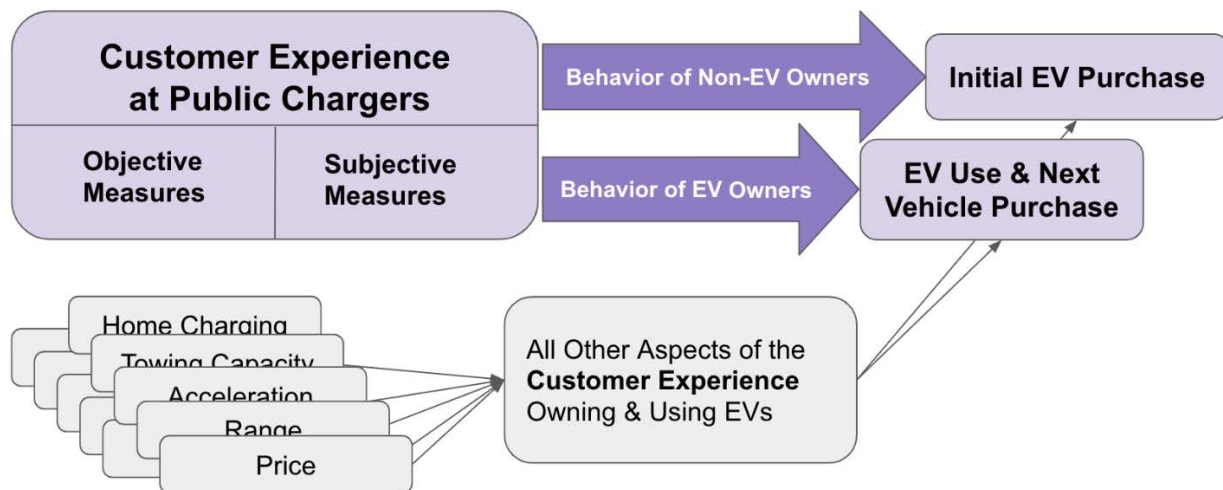 Customer Experience
at Public Chargers
Objective
Measures
Subjective
Measures
Behavior of Non-EV Owners
Behavior of EV Owners
Initial EV Purchase
EV Use & Next
Vehicle Purchase
Home Charging
Towing Capacity
Acceleration
Range
Price
All Other Aspects of the
Customer Experience
Owning & Using EVs